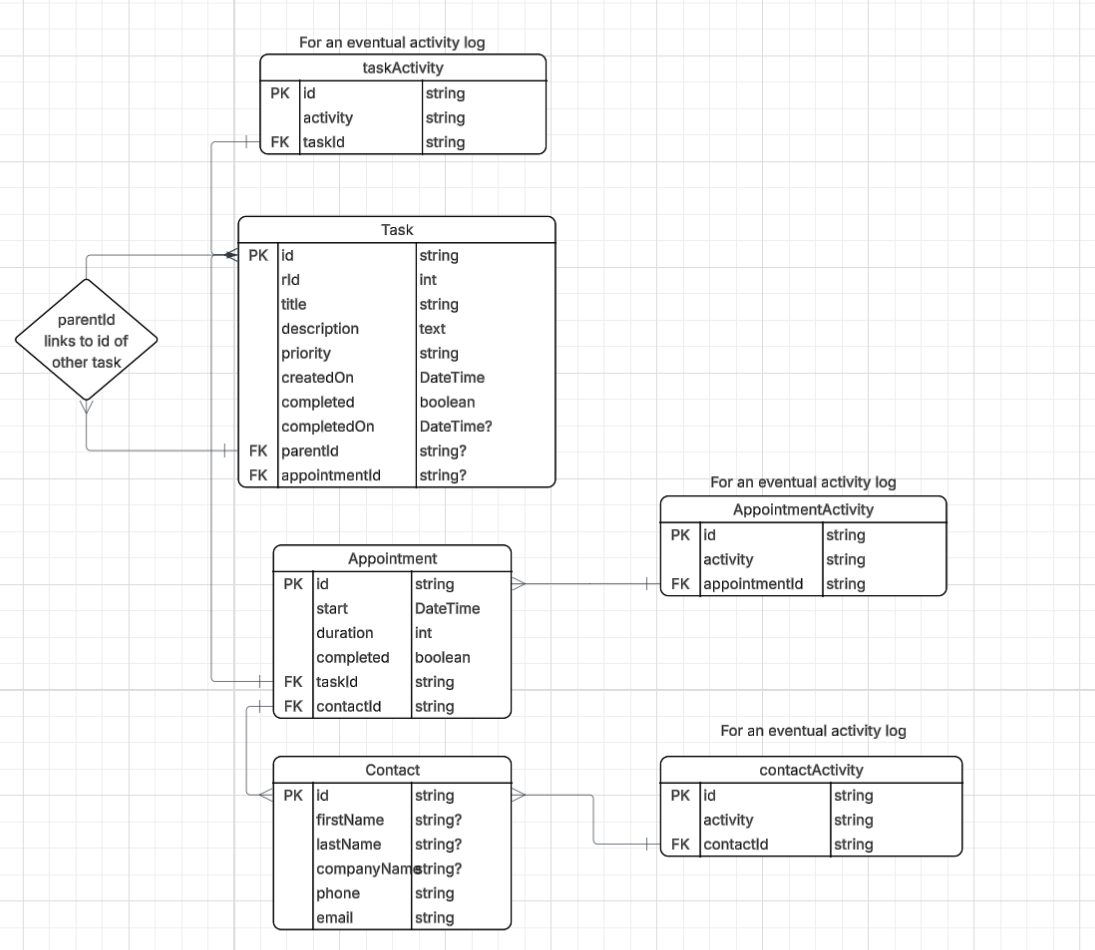 For an eventual activity log
taskActivity
PK id string
activity string
FK taskId string
Task
PK id string
rId int
title string
description text
priority string
createdOn DateTime
completed boolean
completedOn DateTime?
FK parentId string?
FK appointmentId string?
parentId
links to id of
other task
For an eventual activity log
AppointmentActivity
PK id string
activity string
FK appointmentId string
Appointment
PK id string
start DateTime
duration int
completed boolean
FK taskId string
FK contactId string
For an eventual activity log
contactActivity
PK id string
activity string
FK contactId string
Contact
PK id string
firstName string?
lastName string?
companyName string?
phone string
email string